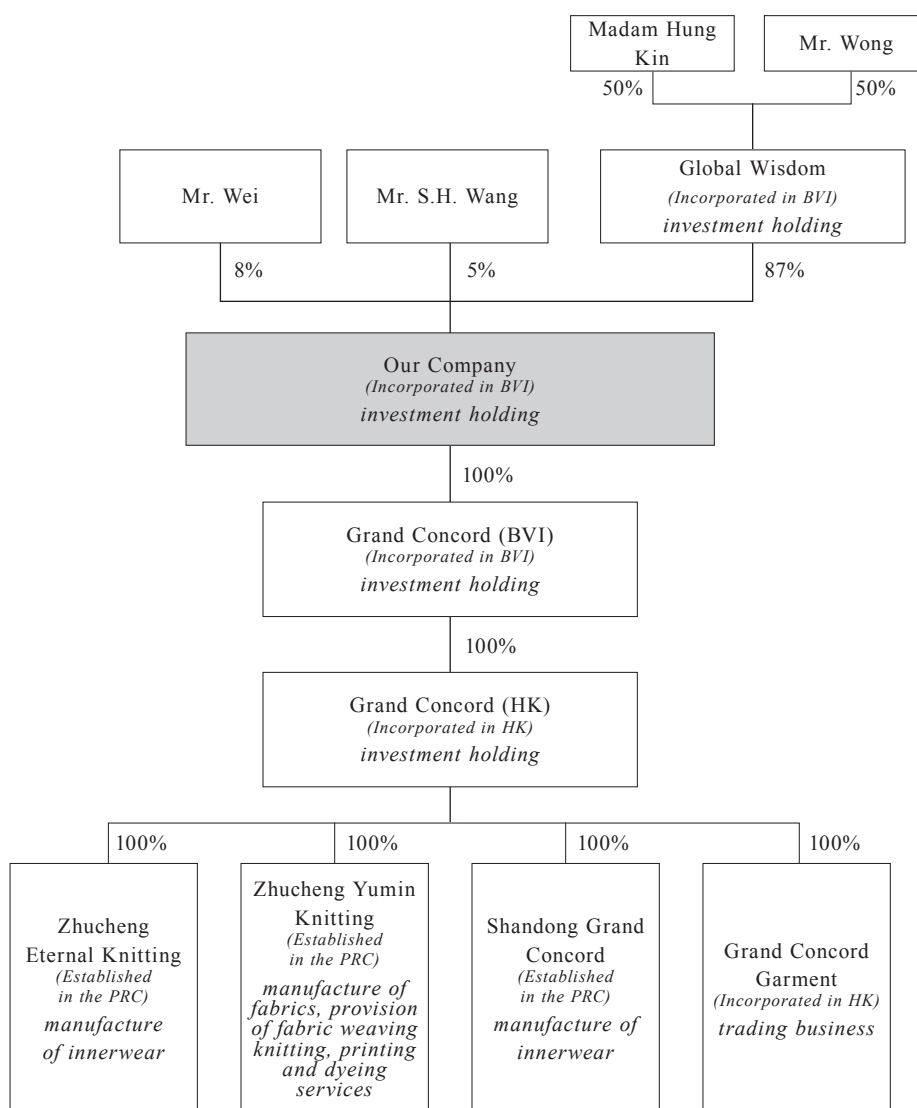 Madam Hung
Kin
Mr. Wong
50%
50%
Mr. Wei
Mr. S.H. Wang
Global Wisdom
(Incorporated in BVI)
investment holding
8%
5%
87%
Our Company
(Incorporated in BVI)
investment holding
100%
Grand Concord (BVI)
(Incorporated in BVI)
investment holding
100%
Grand Concord (HK)
(Incorporated in HK)
investment holding
100%
100%
100%
100%
Zhucheng
Eternal Knitting
(Established
in the PRC)
manufacture
of innerwear
Zhucheng Yumin
Knitting
(Established
in the PRC)
manufacture of
fabrics, provision
of fabric weaving
knitting, printing
and dyeing
services
Shandong Grand
Concord
(Established
in the PRC)
manufacture of
innerwear
Grand Concord
Garment
(Incorporated in HK)
trading business